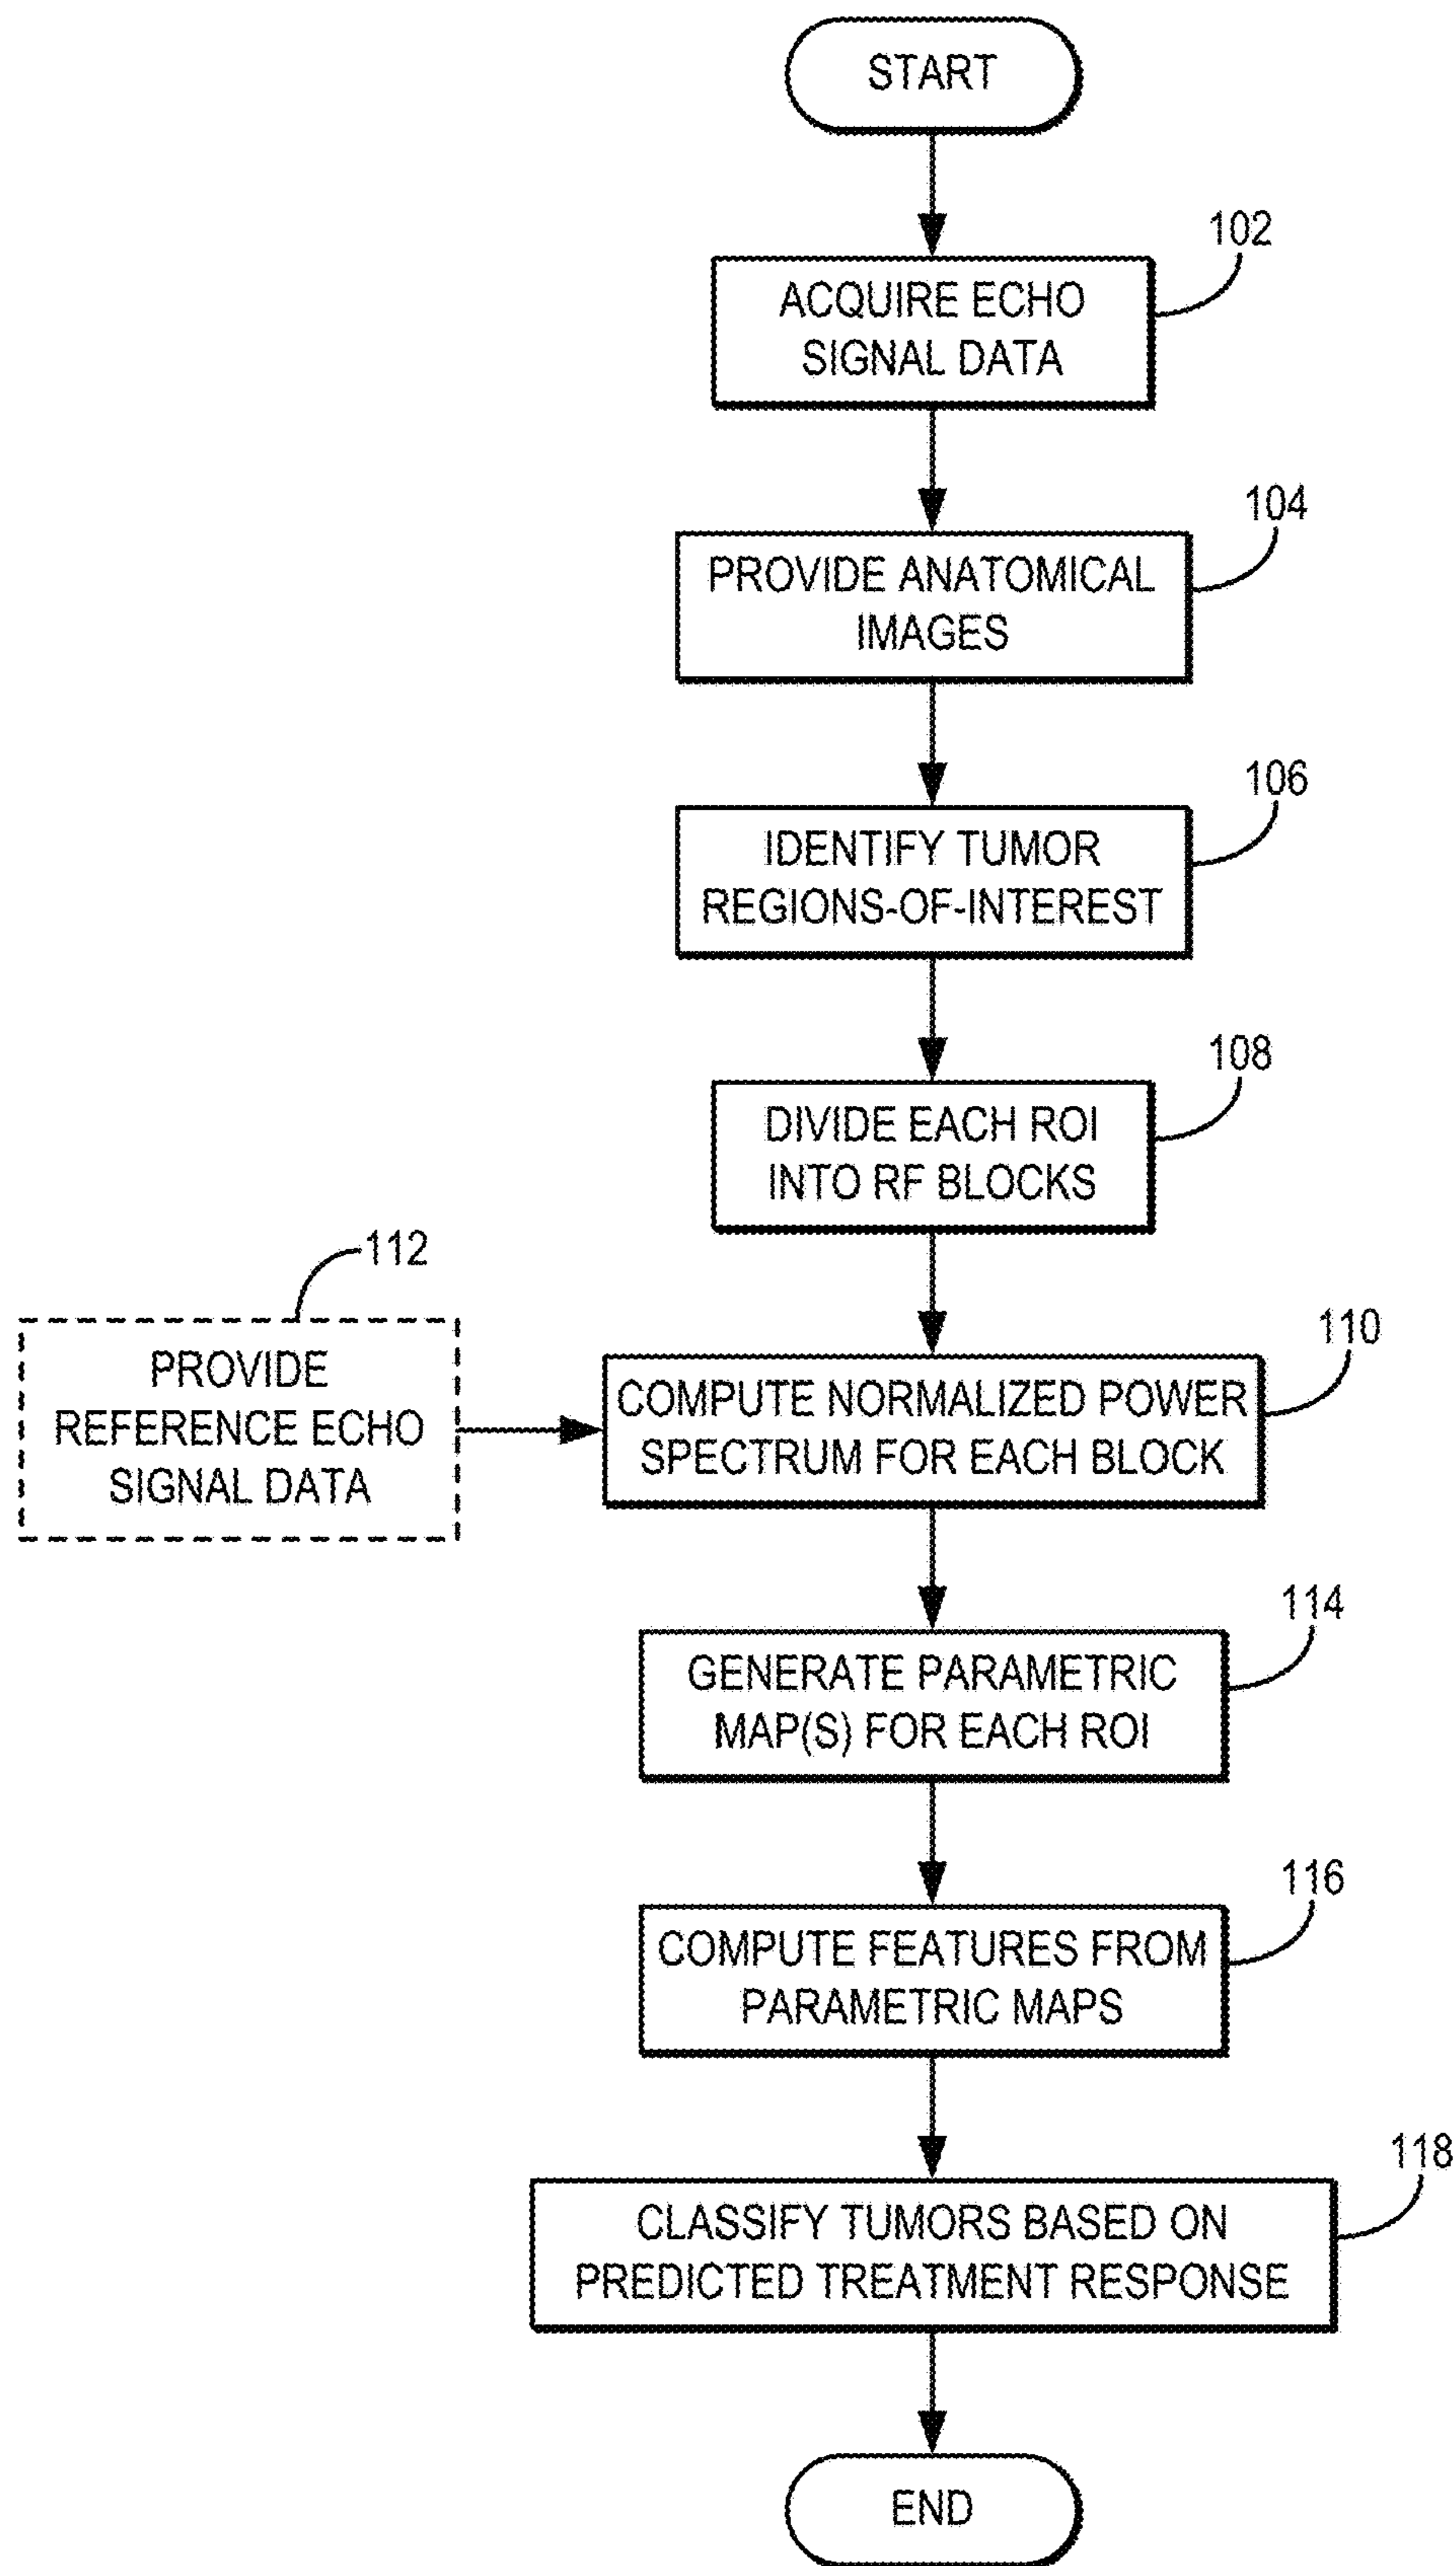 START
102
ACQUIRE ECHO
SIGNAL DATA
104
PROVIDE ANATOMICAL
IMAGES
106
IDENTIFY TUMOR
REGIONS-OF-INTEREST
108
DIVIDE EACH ROI
INTO RF BLOCKS
112
PROVIDE
REFERENCE ECHO
SIGNAL DATA
110
COMPUTE NORMALIZED POWER
SPECTRUM FOR EACH BLOCK
114
GENERATE PARAMETRIC
MAP(S) FOR EACH ROI
116
COMPUTE FEATURES FROM
PARAMETRIC MAPS
118
CLASSIFY TUMORS BASED ON
PREDICTED TREATMENT RESPONSE
END